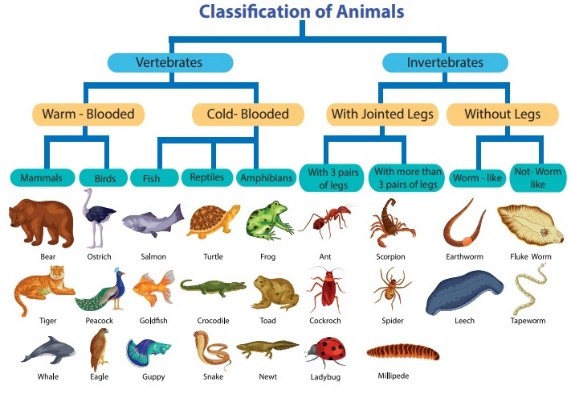 Classification of Animals
Vertebrates
Invertebrates
Warm - Blooded
Cold- Blooded
With Jointed Legs
Without Legs
Mammals
Birds
Fish
Reptiles
Amphibians
With 3 pairs
of legs
With more than
3 pairs of legs
Worm - like
Not- Worm
like
Bear
Ostrich
Salmon
Turtle
Frog
Ant
Scorpion
Earthworm
Fluke Worm
Tiger
Peacock
Goldfish
Crocodile
Toad
Cockroch
Spider
Leech
Tapeworm
Whale
Eagle
Guppy
Snake
Newt
Ladybug
Millipede